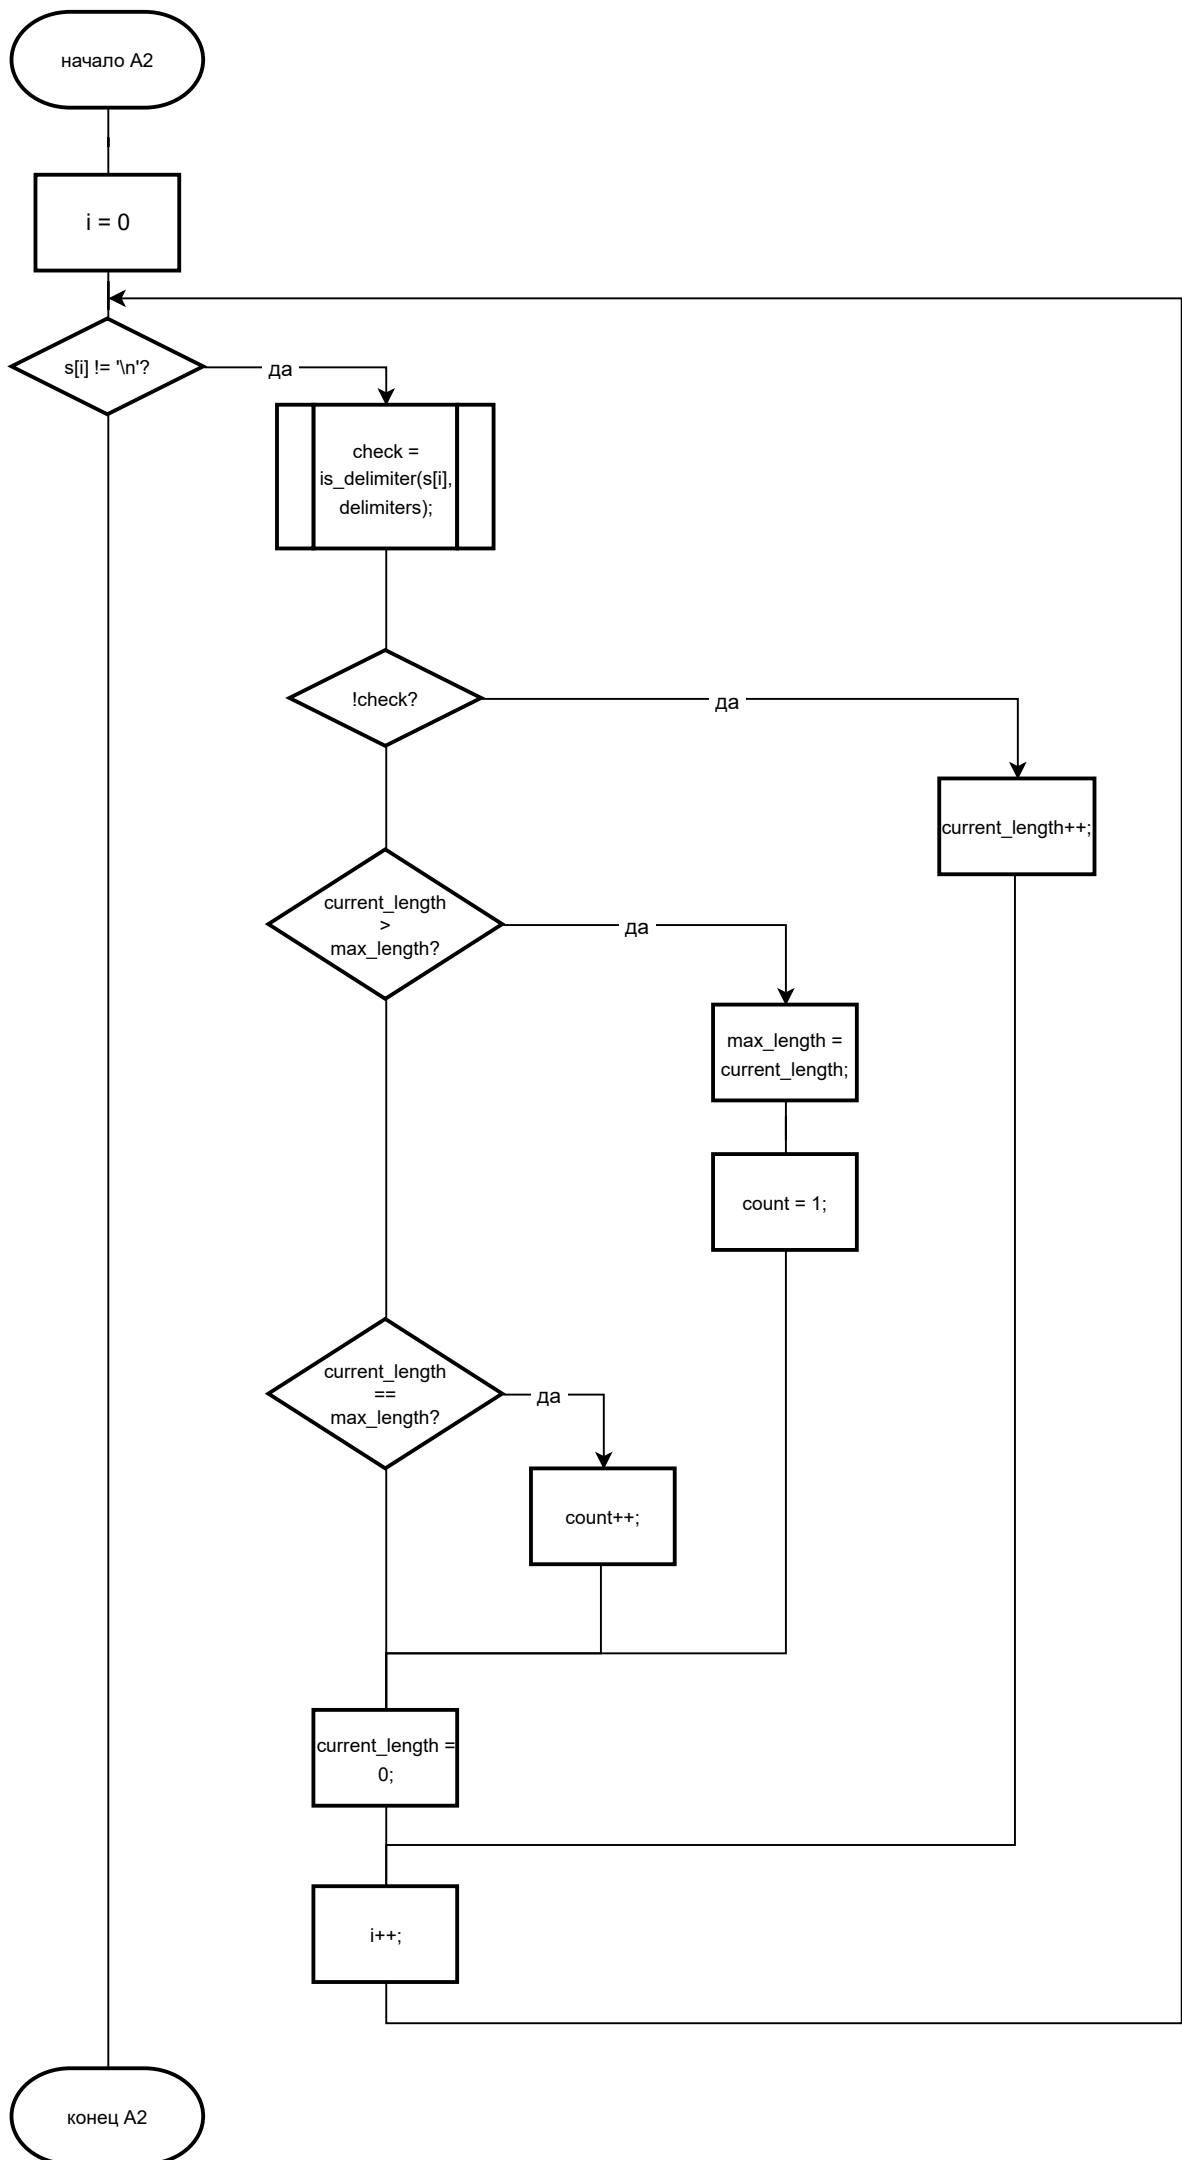 начало А2
i = 0
s[i] != '\n'?
да
check =
is_delimiter(s[i],
delimiters);
!check?
да
current_length++;
current_length
>
max_length?
да
max_length =
current_length;
count = 1;
current_length
==
max_length?
да
count++;
current_length =
0;
i++;
конец А2